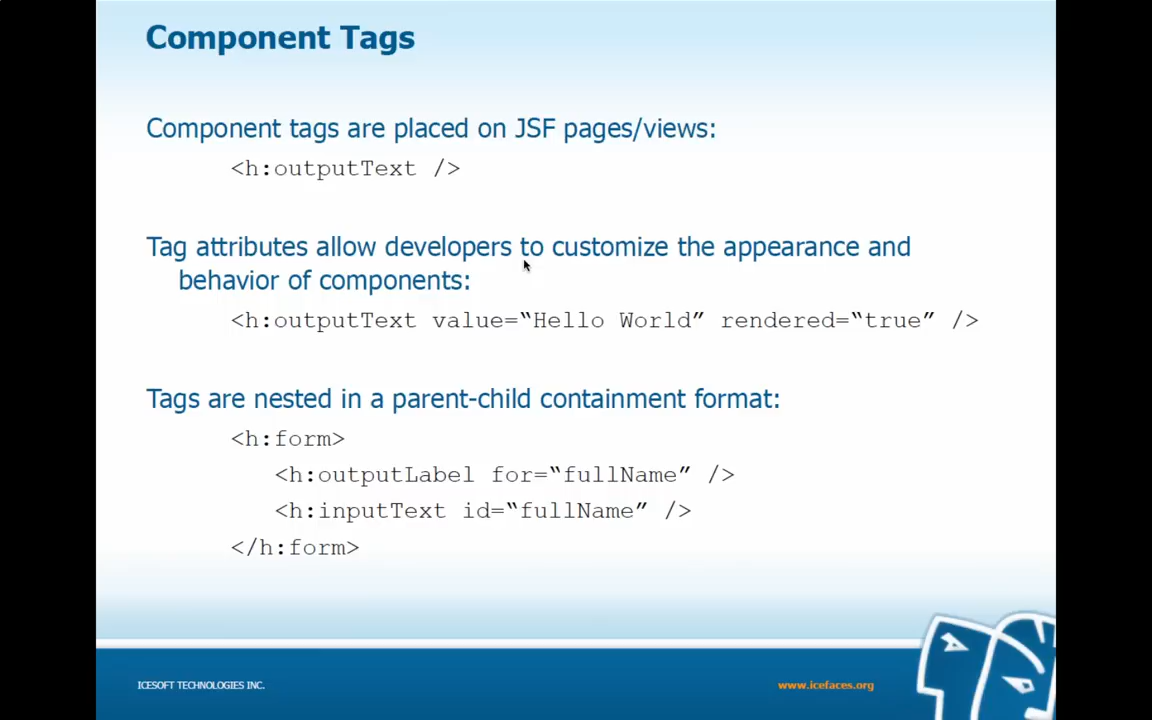 Component Tags
Component tags are placed on JSF pages/views:
<h:outputText />
Tag attributes allow developers to customize the appearance and
behavior of components:
<h:outputText value=“Hello World” rendered=“true” />
Tags are nested in a parent-child containment format:
<h:form>
<h:outputLabel for=“fullName” />
<h:inputText id=“fullName” />
</h:form>
ICESOFT TECHNOLOGIES INC.
www.icefaces.org